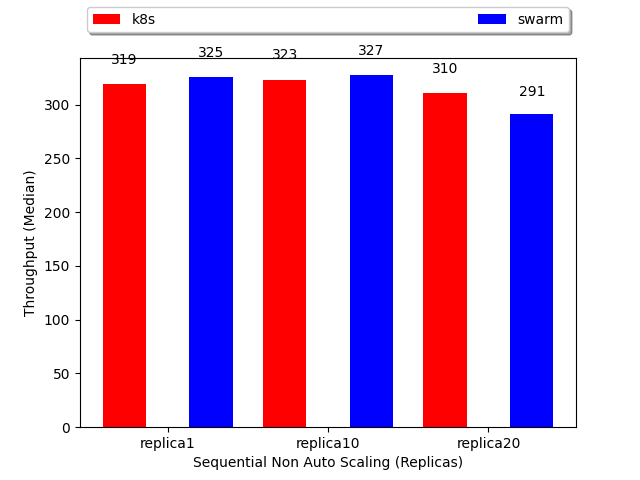 k8s swarm
319 325 323 327 310 291
300
250
200
150
100
50
0
Throughput (Median)
replica1 replica10 replica20
Sequential Non Auto Scaling (Replicas)